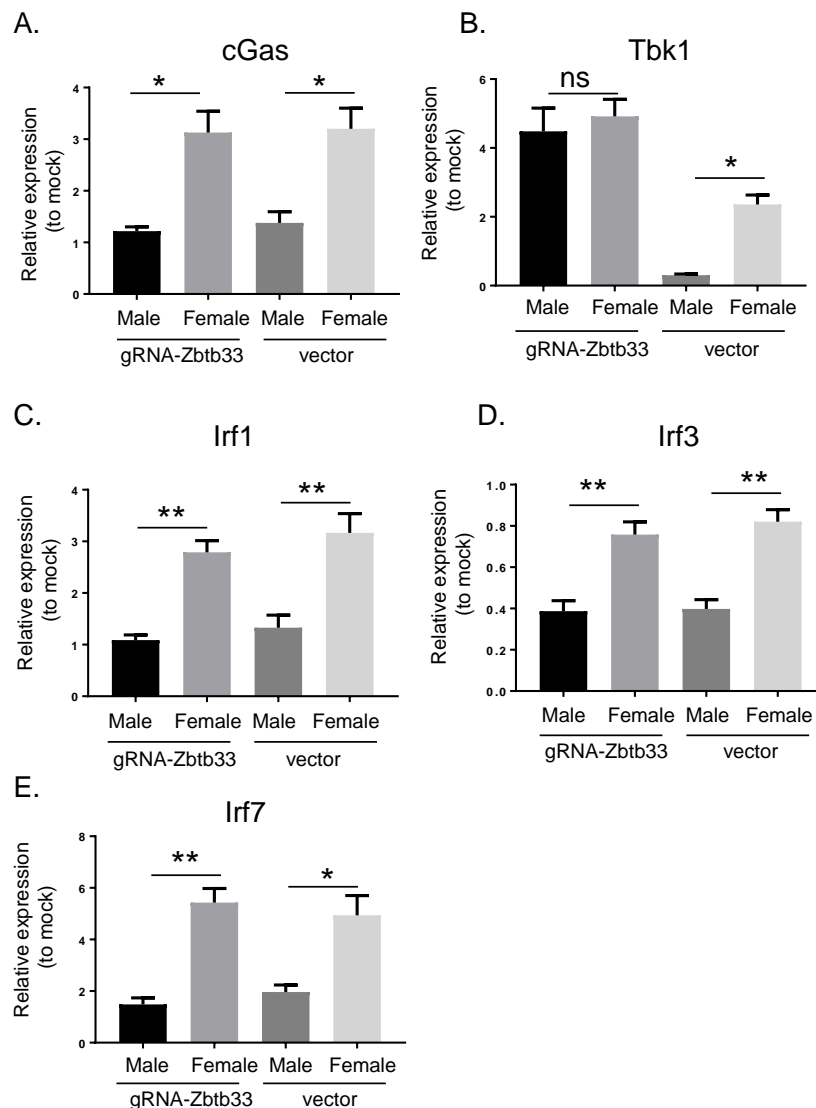 A.
cGas
Relative expression
(to mock)
4
3
2
1
0
*
*
Male Female Male Female
gRNA-Zbtb33 vector
B.
Tbk1
Relative expression
(to mock)
6
4
2
0
ns
*
Male Female Male Female
gRNA-Zbtb33 vector
C.
Irf1
Relative expression
(to mock)
4
3
2
1
0
**
**
Male Female Male Female
gRNA-Zbtb33 vector
D.
Irf3
Relative expression
(to mock)
1.0
0.8
0.6
0.4
0.2
0.0
**
**
Male Female Male Female
gRNA-Zbtb33 vector
E.
Irf7
Relative expression
(to mock)
8
6
4
2
0
**
*
Male Female Male Female
gRNA-Zbtb33 vector